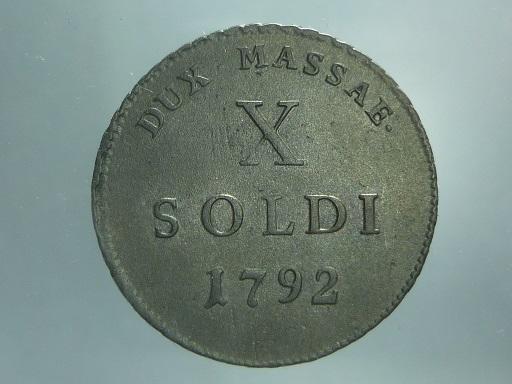 DUX MASSAE.
X
SOLDI
1792